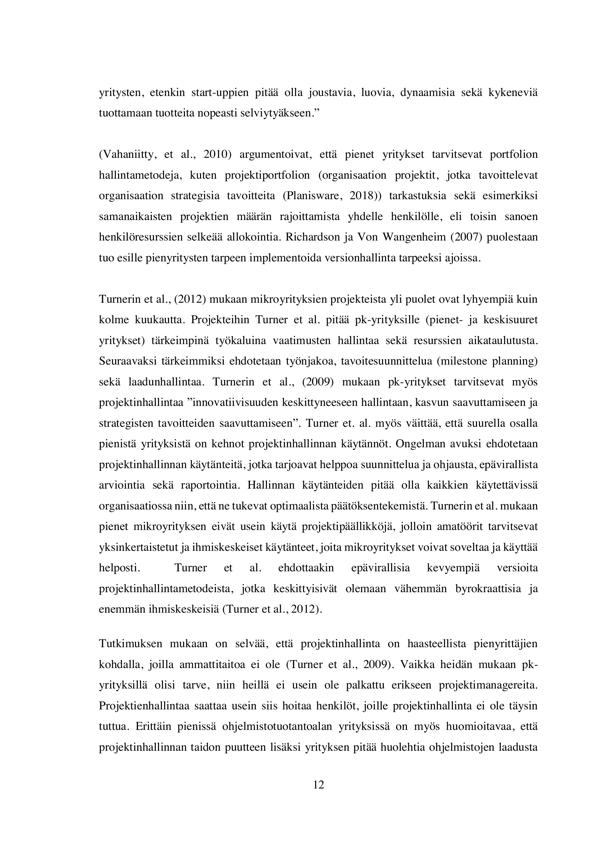 yritysten, etenkin start-uppien pitää olla joustavia, luovia, dynaamisia sekä kykeneviä
tuottamaan tuotteita nopeasti selviytyäkseen.”
(Vahaniitty, et al., 2010) argumentoivat, että pienet yritykset tarvitsevat portfolion
hallintametodeja, kuten projektiportfolion (organisaation projektit, jotka tavoittelevat
organisaation strategisia tavoitteita (Planisware, 2018)) tarkastuksia sekä esimerkiksi
samanaikaisten projektien määrän rajoittamista yhdelle henkilölle, eli toisin sanoen
henkilöresurssien selkeää allokointia. Richardson ja Von Wangenheim (2007) puolestaan
tuo esille pienyritysten tarpeen implementoida versionhallinta tarpeeksi ajoissa.
Turnerin et al., (2012) mukaan mikroyrityksien projekteista yli puolet ovat lyhyempiä kuin
kolme kuukautta. Projekteihin Turner et al. pitää pk-yrityksille (pienet- ja keskisuuret
yritykset) tärkeimpinä työkaluina vaatimusten hallintaa sekä resurssien aikataulutusta.
Seuraavaksi tärkeimmiksi ehdotetaan työnjakoa, tavoitesuunnittelua (milestone planning)
sekä laadunhallintaa. Turnerin et al., (2009) mukaan pk-yritykset tarvitsevat myös
projektinhallintaa ”innovatiivisuuden keskittyneeseen hallintaan, kasvun saavuttamiseen ja
strategisten tavoitteiden saavuttamiseen”. Turner et. al. myös väittää, että suurella osalla
pienistä yrityksistä on kehnot projektinhallinnan käytännöt. Ongelman avuksi ehdotetaan
projektinhallinnan käytänteitä, jotka tarjoavat helppoa suunnittelua ja ohjausta, epävirallista
arviointia sekä raportointia. Hallinnan käytänteiden pitää olla kaikkien käytettävissä
organisaatiossa niin, että ne tukevat optimaalista päätöksentekemistä. Turnerin et al. mukaan
pienet mikroyrityksen eivät usein käytä projektipäällikköjä, jolloin amatöörit tarvitsevat
yksinkertaistetut ja ihmiskeskeiset käytänteet, joita mikroyritykset voivat soveltaa ja käyttää
helposti. Turner et al. ehdottaakin epävirallisia kevyempiä versioita
projektinhallintametodeista, jotka keskittyisivät olemaan vähemmän byrokraattisia ja
enemmän ihmiskeskeisiä (Turner et al., 2012).
Tutkimuksen mukaan on selvää, että projektinhallinta on haasteellista pienyrittäjien
kohdalla, joilla ammattitaitoa ei ole (Turner et al., 2009). Vaikka heidän mukaan pk-
yrityksillä olisi tarve, niin heillä ei usein ole palkattu erikseen projektimanagereita.
Projektienhallintaa saattaa usein siis hoitaa henkilöt, joille projektinhallinta ei ole täysin
tuttua. Erittäin pienissä ohjelmistotuotantoalan yrityksissä on myös huomioitavaa, että
projektinhallinnan taidon puutteen lisäksi yrityksen pitää huolehtia ohjelmistojen laadusta
12